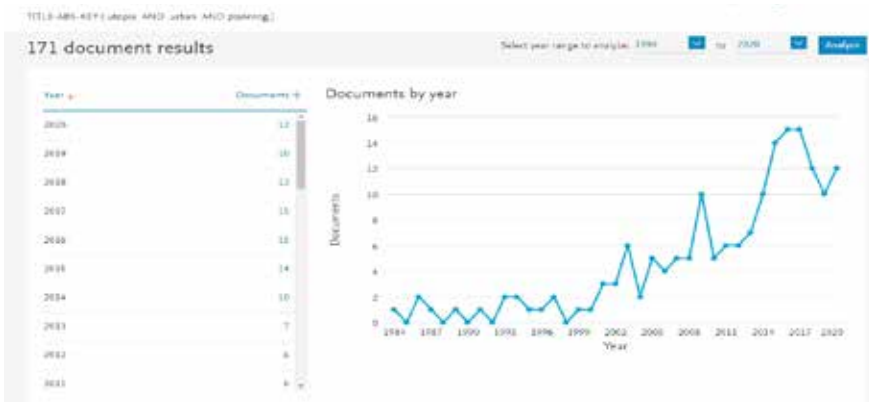 TITLE-ABS-KEY ( utopia AND urban AND planning )
171 document results
Select year range to analyze: to 2020 Analyze
Year Documents
2020 12
2019 10
2018 12
2017 15
2016 15
2015 14
2014 10
2013 7
2012 6
2011 6
Documents by year
Documents
16
14
12
10
8
6
4
2
0
1984 1987 1990 1993 1996 1999 2002 2005 2008 2011 2014 2017 2020
Year